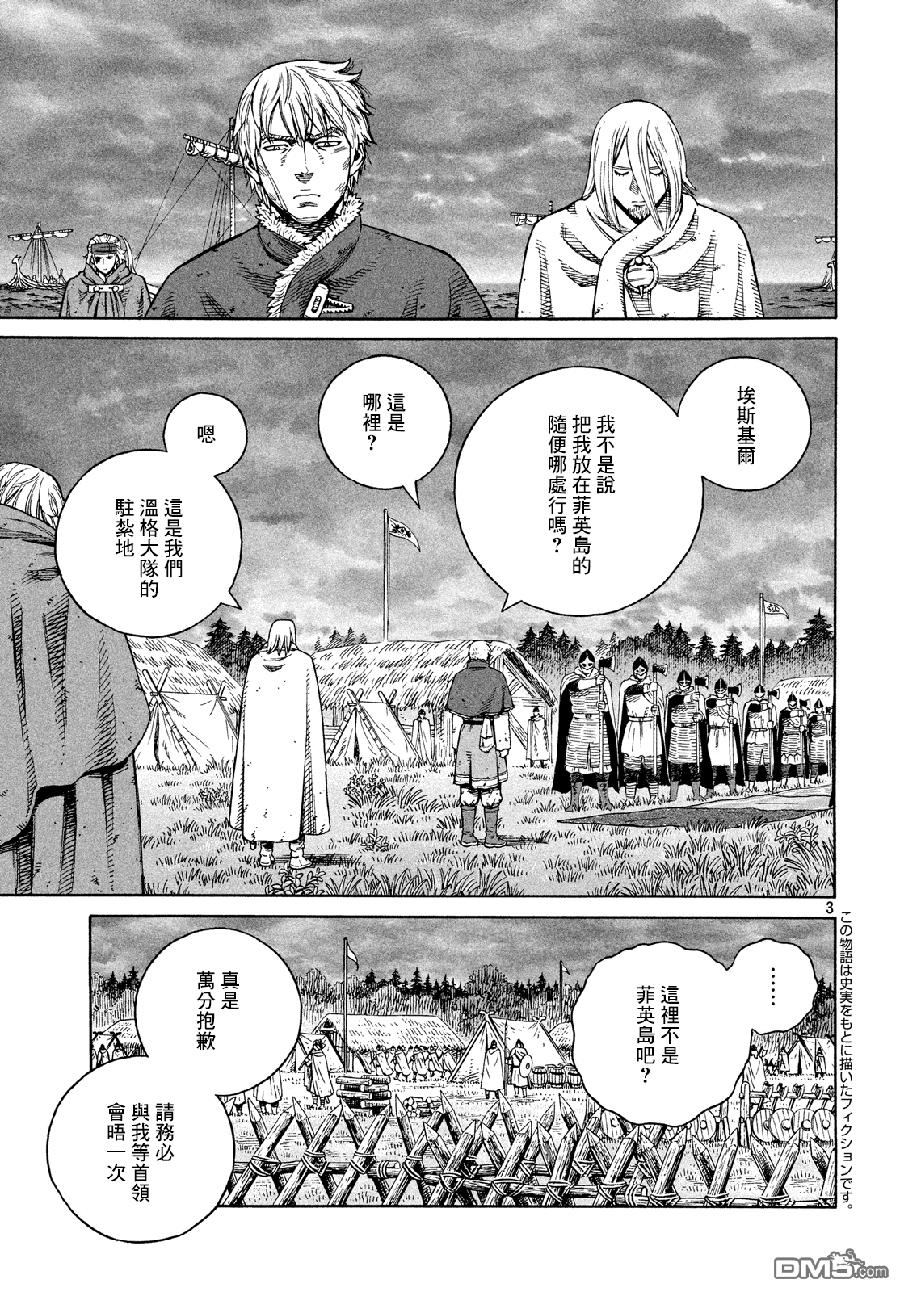 埃斯基爾
我不是說
把我放在菲英島的
隨便哪處行嗎？
這是
哪裡？
嗯
這是我們
溫格大隊的
駐紮地
3
……
這裡不是
菲英島吧？
真是
萬分抱歉
請務必
與我等首領
會晤一次
この物語は史実をもとに描いたフィクションです。
DM5.com